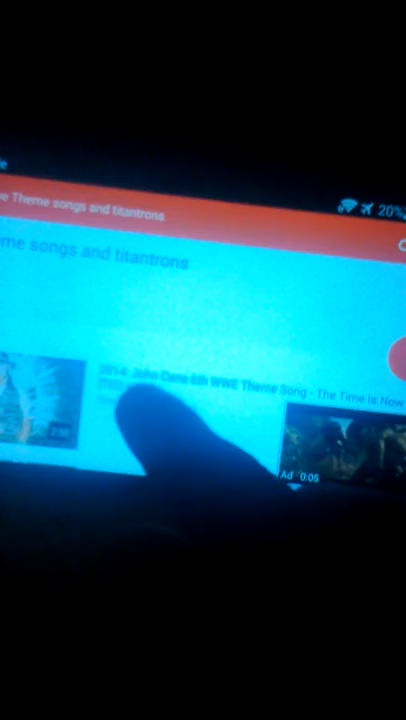 20%
e Theme songs and titantrons
me songs and titantrons
2014: John Cena 6th WWE Theme Song - The Time Is Now
Ad 0:05